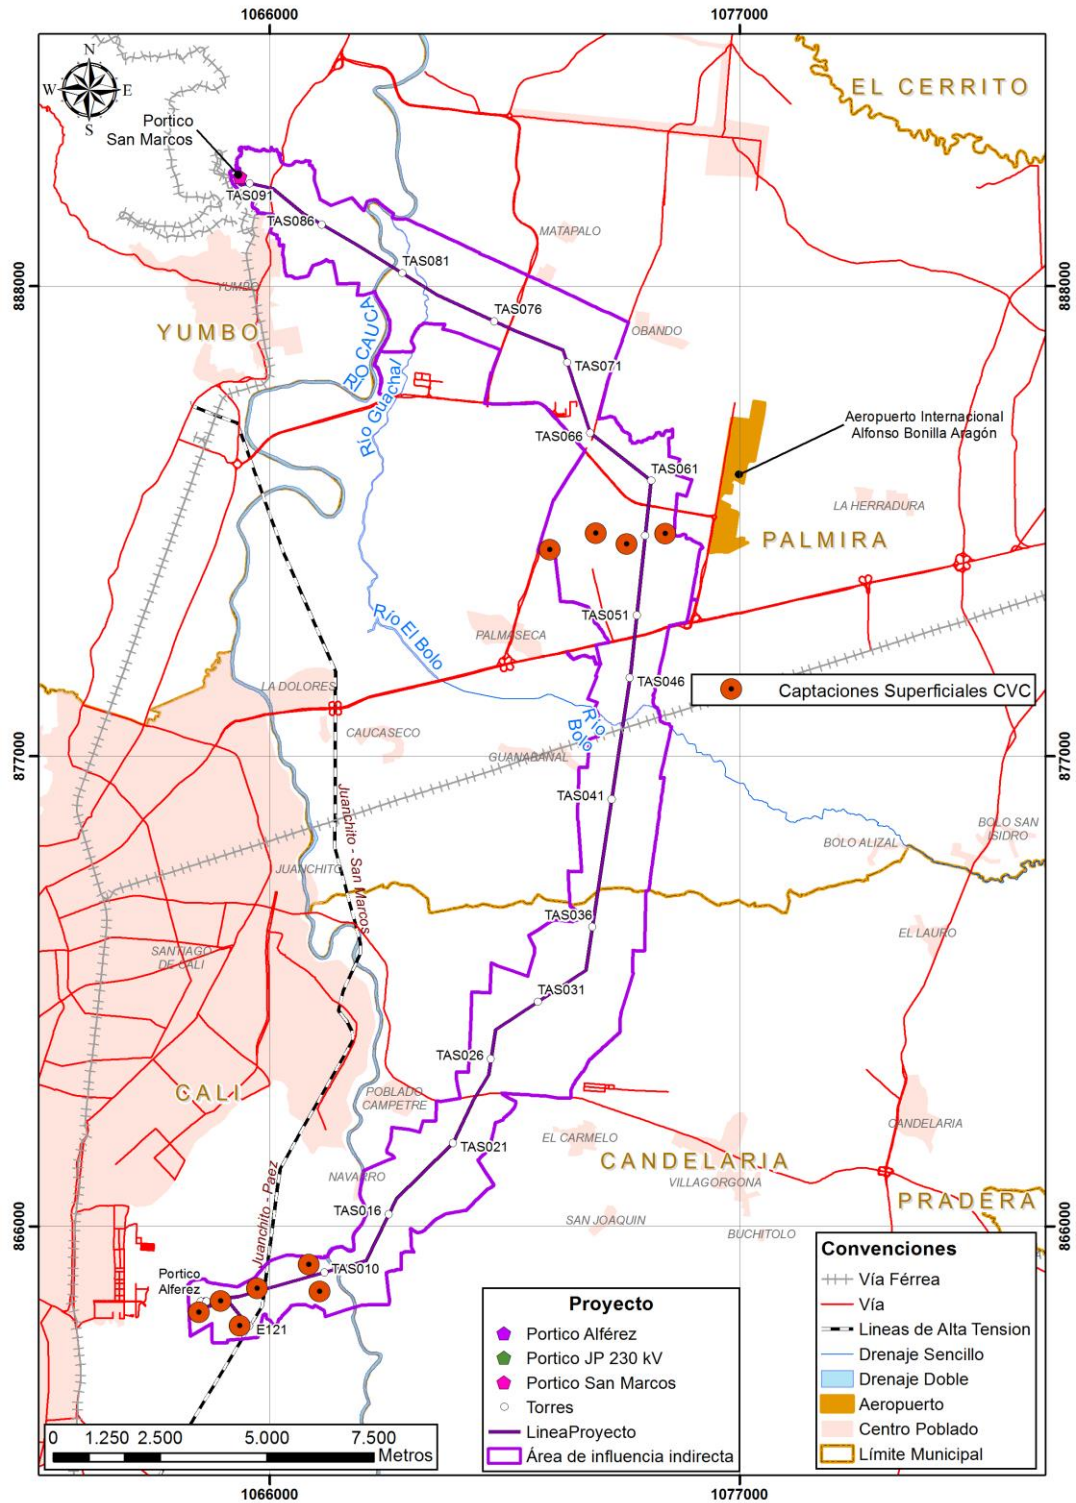 1066000
1077000
N
W
E
S
EL CERRITO
Portico
San Marcos
TAS091
TAS086
MATAPALO
TAS081
888000
888000
YUMBO
TAS076
RÍO CAUCA
YUMBO
OBANDO
TAS071
Río Guachal
Aeropuerto Internacional
Alfonso Bonilla Aragón
TAS066
TAS061
LA HERRADURA
PALMIRA
Río El Bolo
TAS051
PALMASECA
LA DOLORES
TAS046
Captaciones Superficiales CVC
Río
Bolo
CAUCASECO
GUANABANAL
877000
877000
TAS041
Juanchito - San Marcos
BOLO SAN
ISIDRO
BOLO ALIZAL
JUANCHITO
TAS036
EL LAURO
SANTIAGO
DE CALI
TAS031
TAS026
CALI
POBLADO
CAMPETRE
CANDELARIA
EL CARMELO
TAS021
CANDELARIA
VILLAGORGONA
NAVARRO
PRADERA
Juanchito - Paez
TAS016
SAN JOAQUIN
BUCHITOLO
866000
866000
TAS010
Portico
Alferez
E121
Proyecto
Portico Alférez
Portico JP 230 kV
Portico San Marcos
Torres
LineaProyecto
Área de influencia indirecta
Convenciones
Vía Férrea
Vía
Lineas de Alta Tension
Drenaje Sencillo
Drenaje Doble
Aeropuerto
Centro Poblado
Límite Municipal
0 1.250 2.500 5.000 7.500
Metros
1066000
1077000